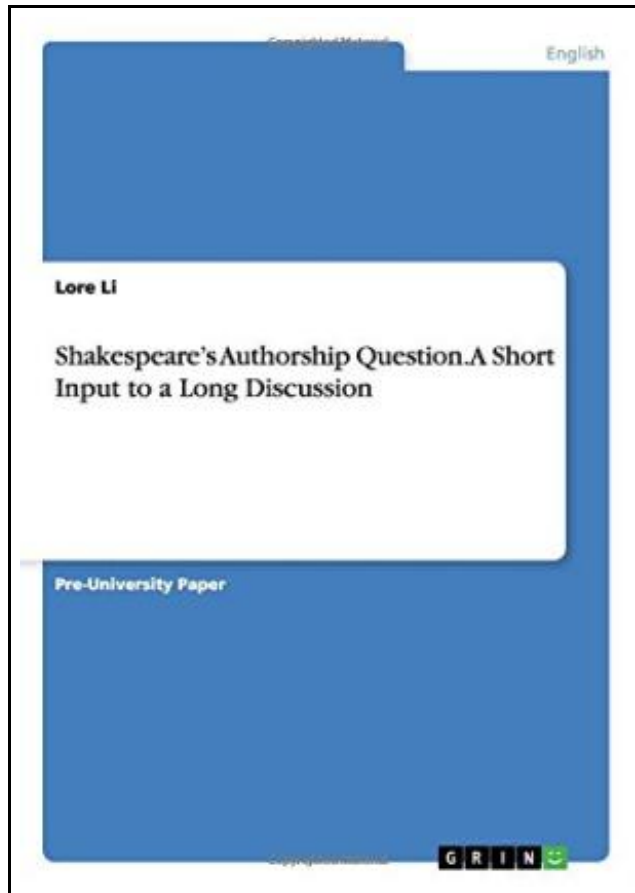 English
Lore Li
Shakespeare's Authorship Question. A Short
Input to a Long Discussion
Pre-University Paper
GRIN